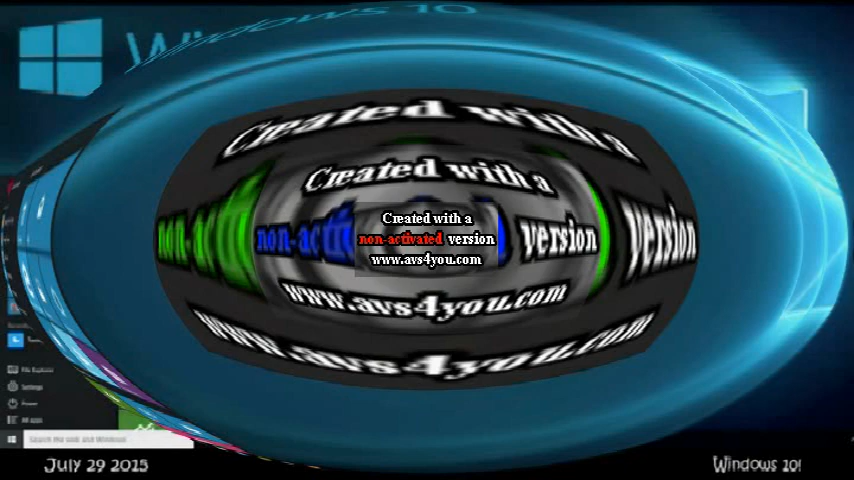 Windows 10
Created with a
Created with a
Created with a
non-activated version
www.avs4you.com
non-acti version
non-activ version
www.avs4you.com
www.avs4you.com
File Explorer
Settings
Power
All apps
Search the web and Windows
July 29 2015
Windows 10!